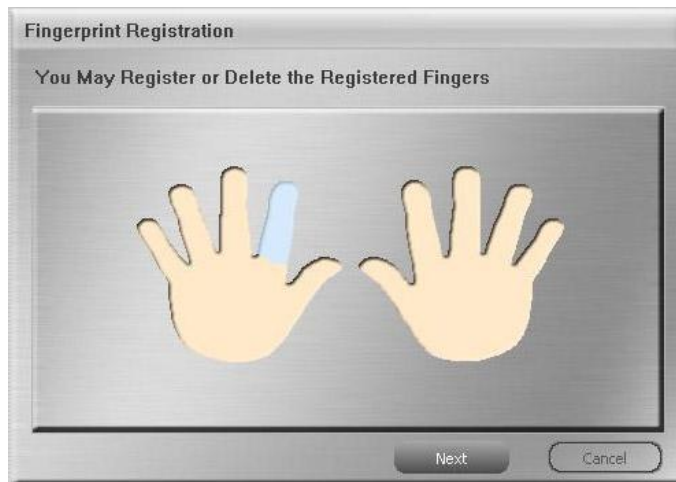 Fingerprint Registration
You May Register or Delete the Registered Fingers
Next
Cancel